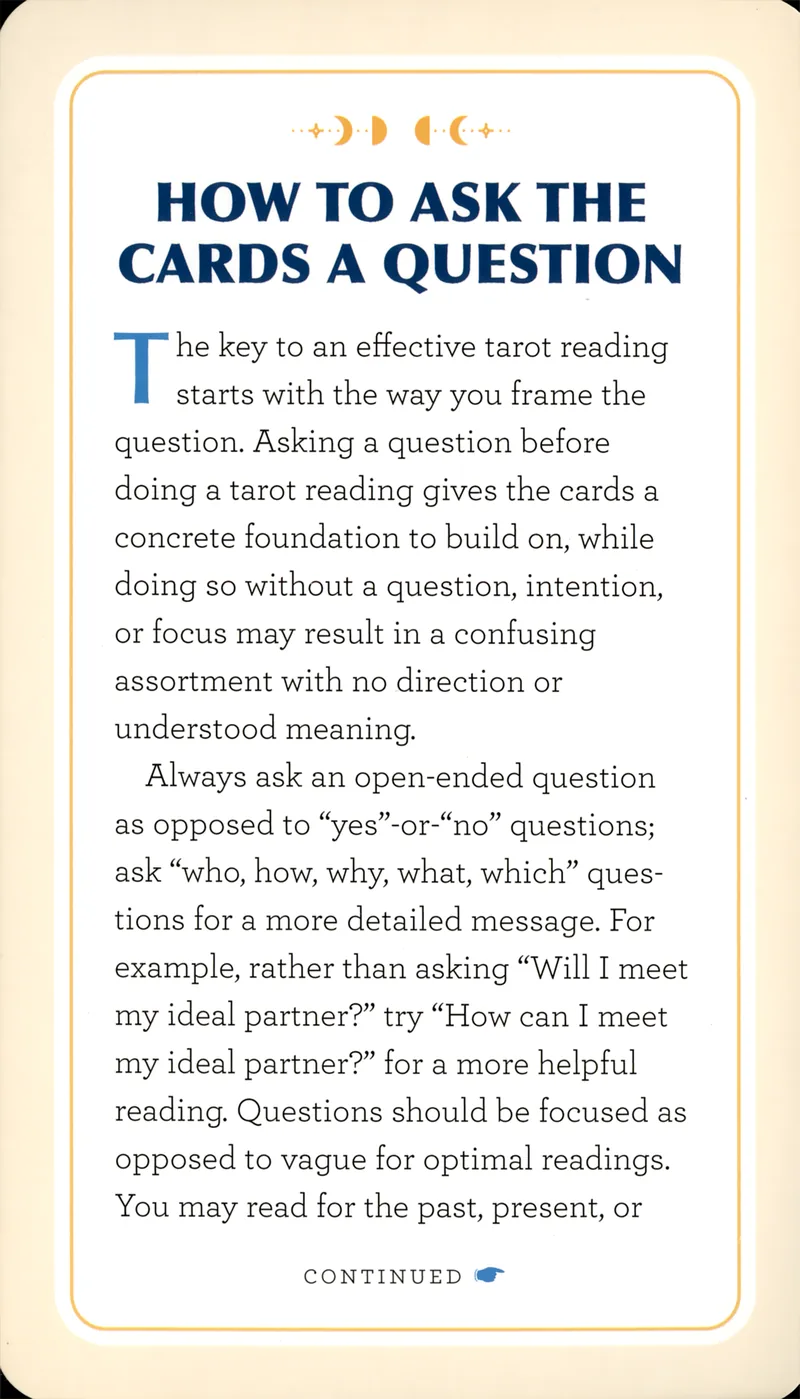 HOW TO ASK THE
CARDS A QUESTION
The key to an effective tarot reading
starts with the way you frame the
question. Asking a question before
doing a tarot reading gives the cards a
concrete foundation to build on, while
doing so without a question, intention,
or focus may result in a confusing
assortment with no direction or
understood meaning.
Always ask an open-ended question
as opposed to “yes”-or-“no” questions;
ask “who, how, why, what, which” ques-
tions for a more detailed message. For
example, rather than asking “Will I meet
my ideal partner?” try “How can I meet
my ideal partner?” for a more helpful
reading. Questions should be focused as
opposed to vague for optimal readings.
You may read for the past, present, or
CONTINUED